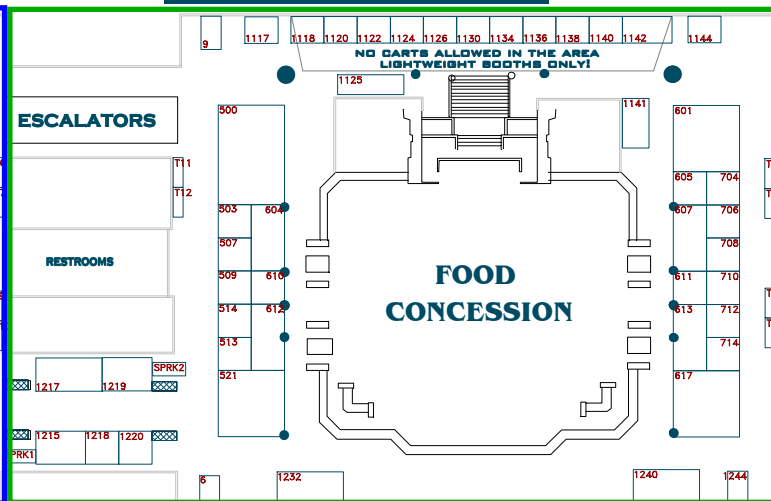 9
1117
1118 1120 1122 1124 1126 1130 1134 1136 1138 1140 1142
1144
NO CARTS ALLOWED IN THE AREA
LIGHTWEIGHT BOOTHS ONLY!
1125
1141
500
601
ESCALATORS
T11
T12
605 704
503 604
607 706
507
708
RESTROOMS
509 610
611 710
FOOD
CONCESSION
514 612
613 712
513
714
SPRK2
521
617
1217 1219
1215 1218 1220
PRK1
6
1232
1240
1244